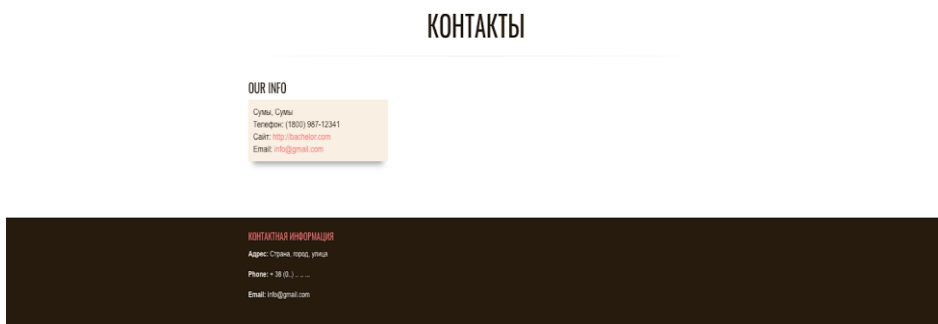 КОНТАКТЫ
OUR INFO
Сумы, Сумы
Телефон: (1800) 987-12341
Сайт: http://bachelor.com
Email: info@gmail.com
КОНТАКТНАЯ ИНФОРМАЦИЯ
Адрес: Страна, город, улица
Phone: + 38 (0..) .. ... ...
Email: info@gmail.com